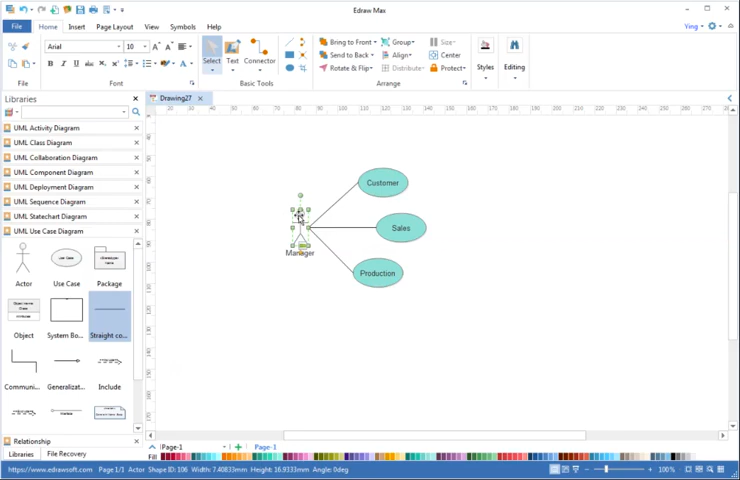 Edraw Max
File Home Insert Page Layout View Symbols Help Ying
Arial 10 Select Text Connector Bring to Front Group Size
Send to Back Align Center
B I U Rotate & Flip Distribute Protect Styles Editing
File Font Basic Tools Arrange
Libraries Drawing27
UML Activity Diagram
UML Class Diagram
UML Collaboration Diagram
UML Component Diagram
UML Deployment Diagram
UML Sequence Diagram
UML Statechart Diagram
UML Use Case Diagram
Use Case
Actor Use Case Package
Object System Bo... Straight co...
Communi... Generalizat... Include
Relationship
Libraries File Recovery
Customer
Sales
Manager
Production
Page-1 Page-1
Fill
https://www.edrawsoft.com Page 1/1 Actor Shape ID: 106 Width: 7.40833mm Height: 16.9333mm Angle: 0deg 100%